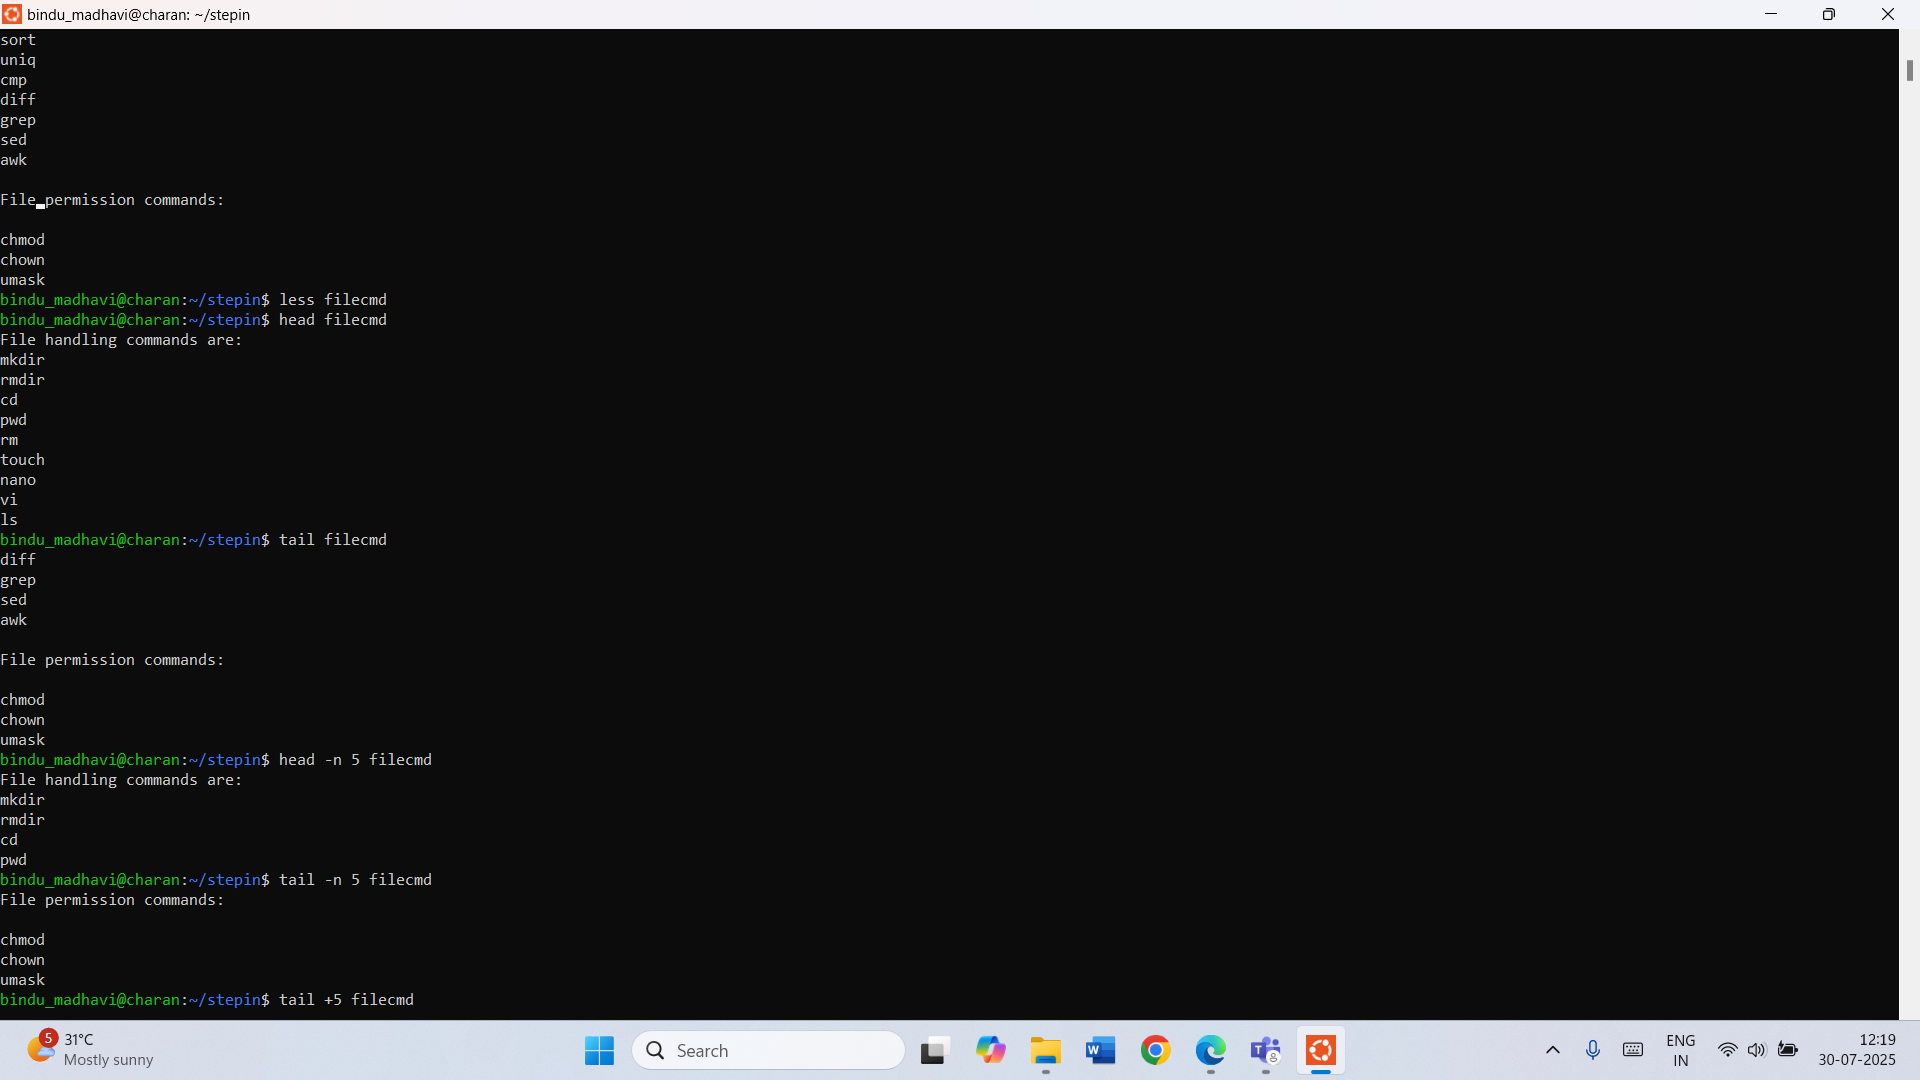 bindu_madhavi@charan: ~/stepin
sort
uniq
cmp
diff
grep
sed
awk
File permission commands:
chmod
chown
umask
bindu_madhavi@charan:~/stepin$ less filecmd
bindu_madhavi@charan:~/stepin$ head filecmd
File handling commands are:
mkdir
rmdir
cd
pwd
rm
touch
nano
vi
ls
bindu_madhavi@charan:~/stepin$ tail filecmd
diff
grep
sed
awk
File permission commands:
chmod
chown
umask
bindu_madhavi@charan:~/stepin$ head -n 5 filecmd
File handling commands are:
mkdir
rmdir
cd
pwd
bindu_madhavi@charan:~/stepin$ tail -n 5 filecmd
File permission commands:
chmod
chown
umask
bindu_madhavi@charan:~/stepin$ tail +5 filecmd
5
31°C
Mostly sunny
Search
W
T
ENG
IN
12:19
30-07-2025